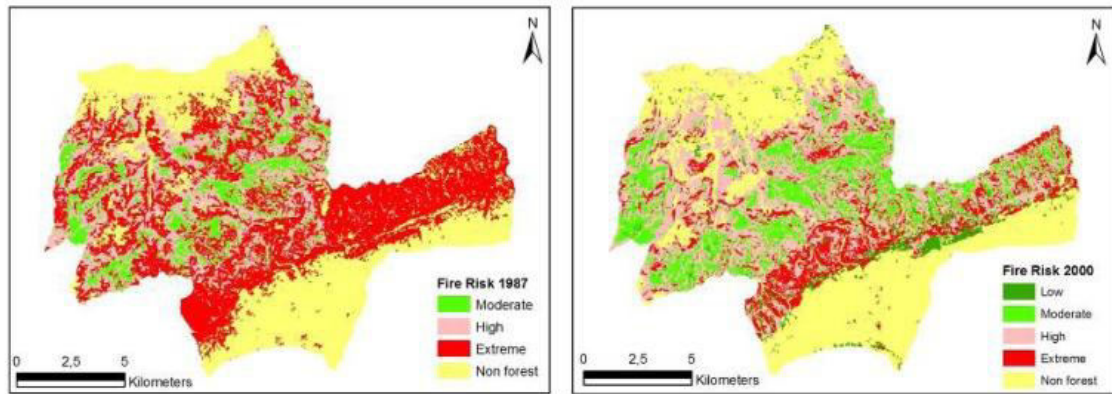 N
Fire Risk 1987
Moderate
High
Extreme
Non forest
0 2,5 5
Kilometers
N
Fire Risk 2000
Low
Moderate
High
Extreme
Non forest
0 2,5 5
Kilometers